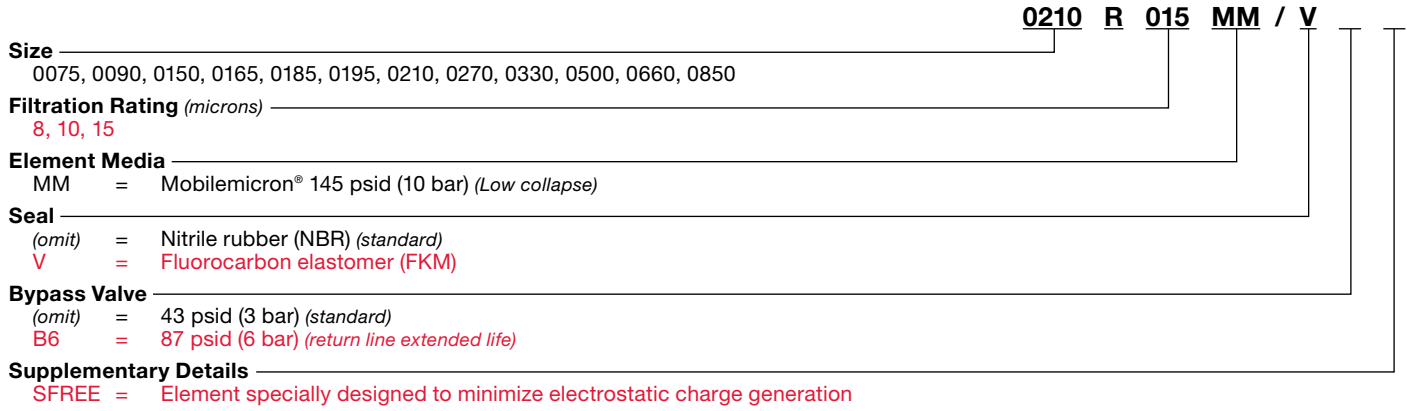 0210 R 015 MM / V
Size
0075, 0090, 0150, 0165, 0185, 0195, 0210, 0270, 0330, 0500, 0660, 0850
Filtration Rating (microns)
8, 10, 15
Element Media
MM = Mobilemicron® 145 psid (10 bar) (Low collapse)
Seal
(omit) = Nitrile rubber (NBR) (standard)
V = Fluorocarbon elastomer (FKM)
Bypass Valve
(omit) = 43 psid (3 bar) (standard)
B6 = 87 psid (6 bar) (return line extended life)
Supplementary Details
SFREE = Element specially designed to minimize electrostatic charge generation